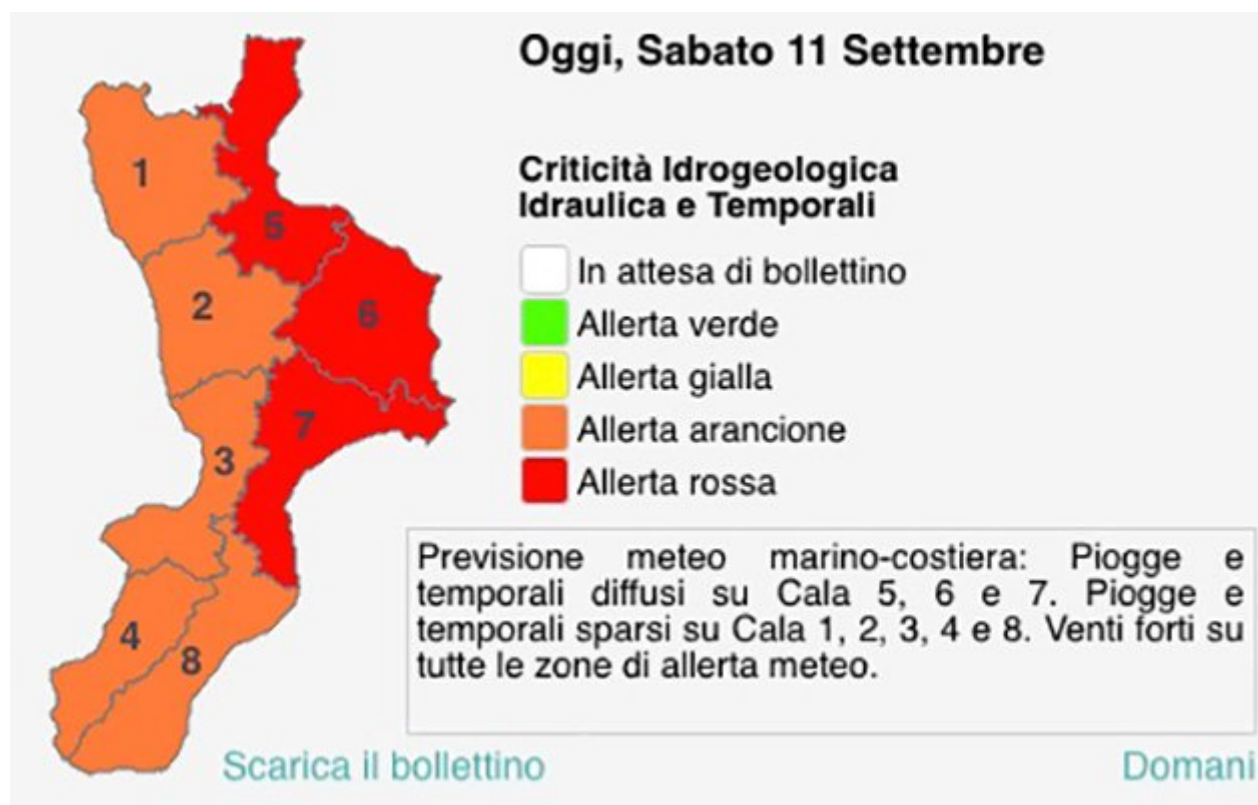 Oggi, Sabato 11 Settembre
Criticità Idrogeologica
Idraulica e Temporali
In attesa di bollettino
Allerta verde
Allerta gialla
Allerta arancione
Allerta rossa
1
5
2
6
7
3
4
8
Previsione meteo marino-costiera: Piogge e
temporali diffusi su Cala 5, 6 e 7. Piogge e
temporali sparsi su Cala 1, 2, 3, 4 e 8. Venti forti su
tutte le zone di allerta meteo.
Scarica il bollettino
Domani